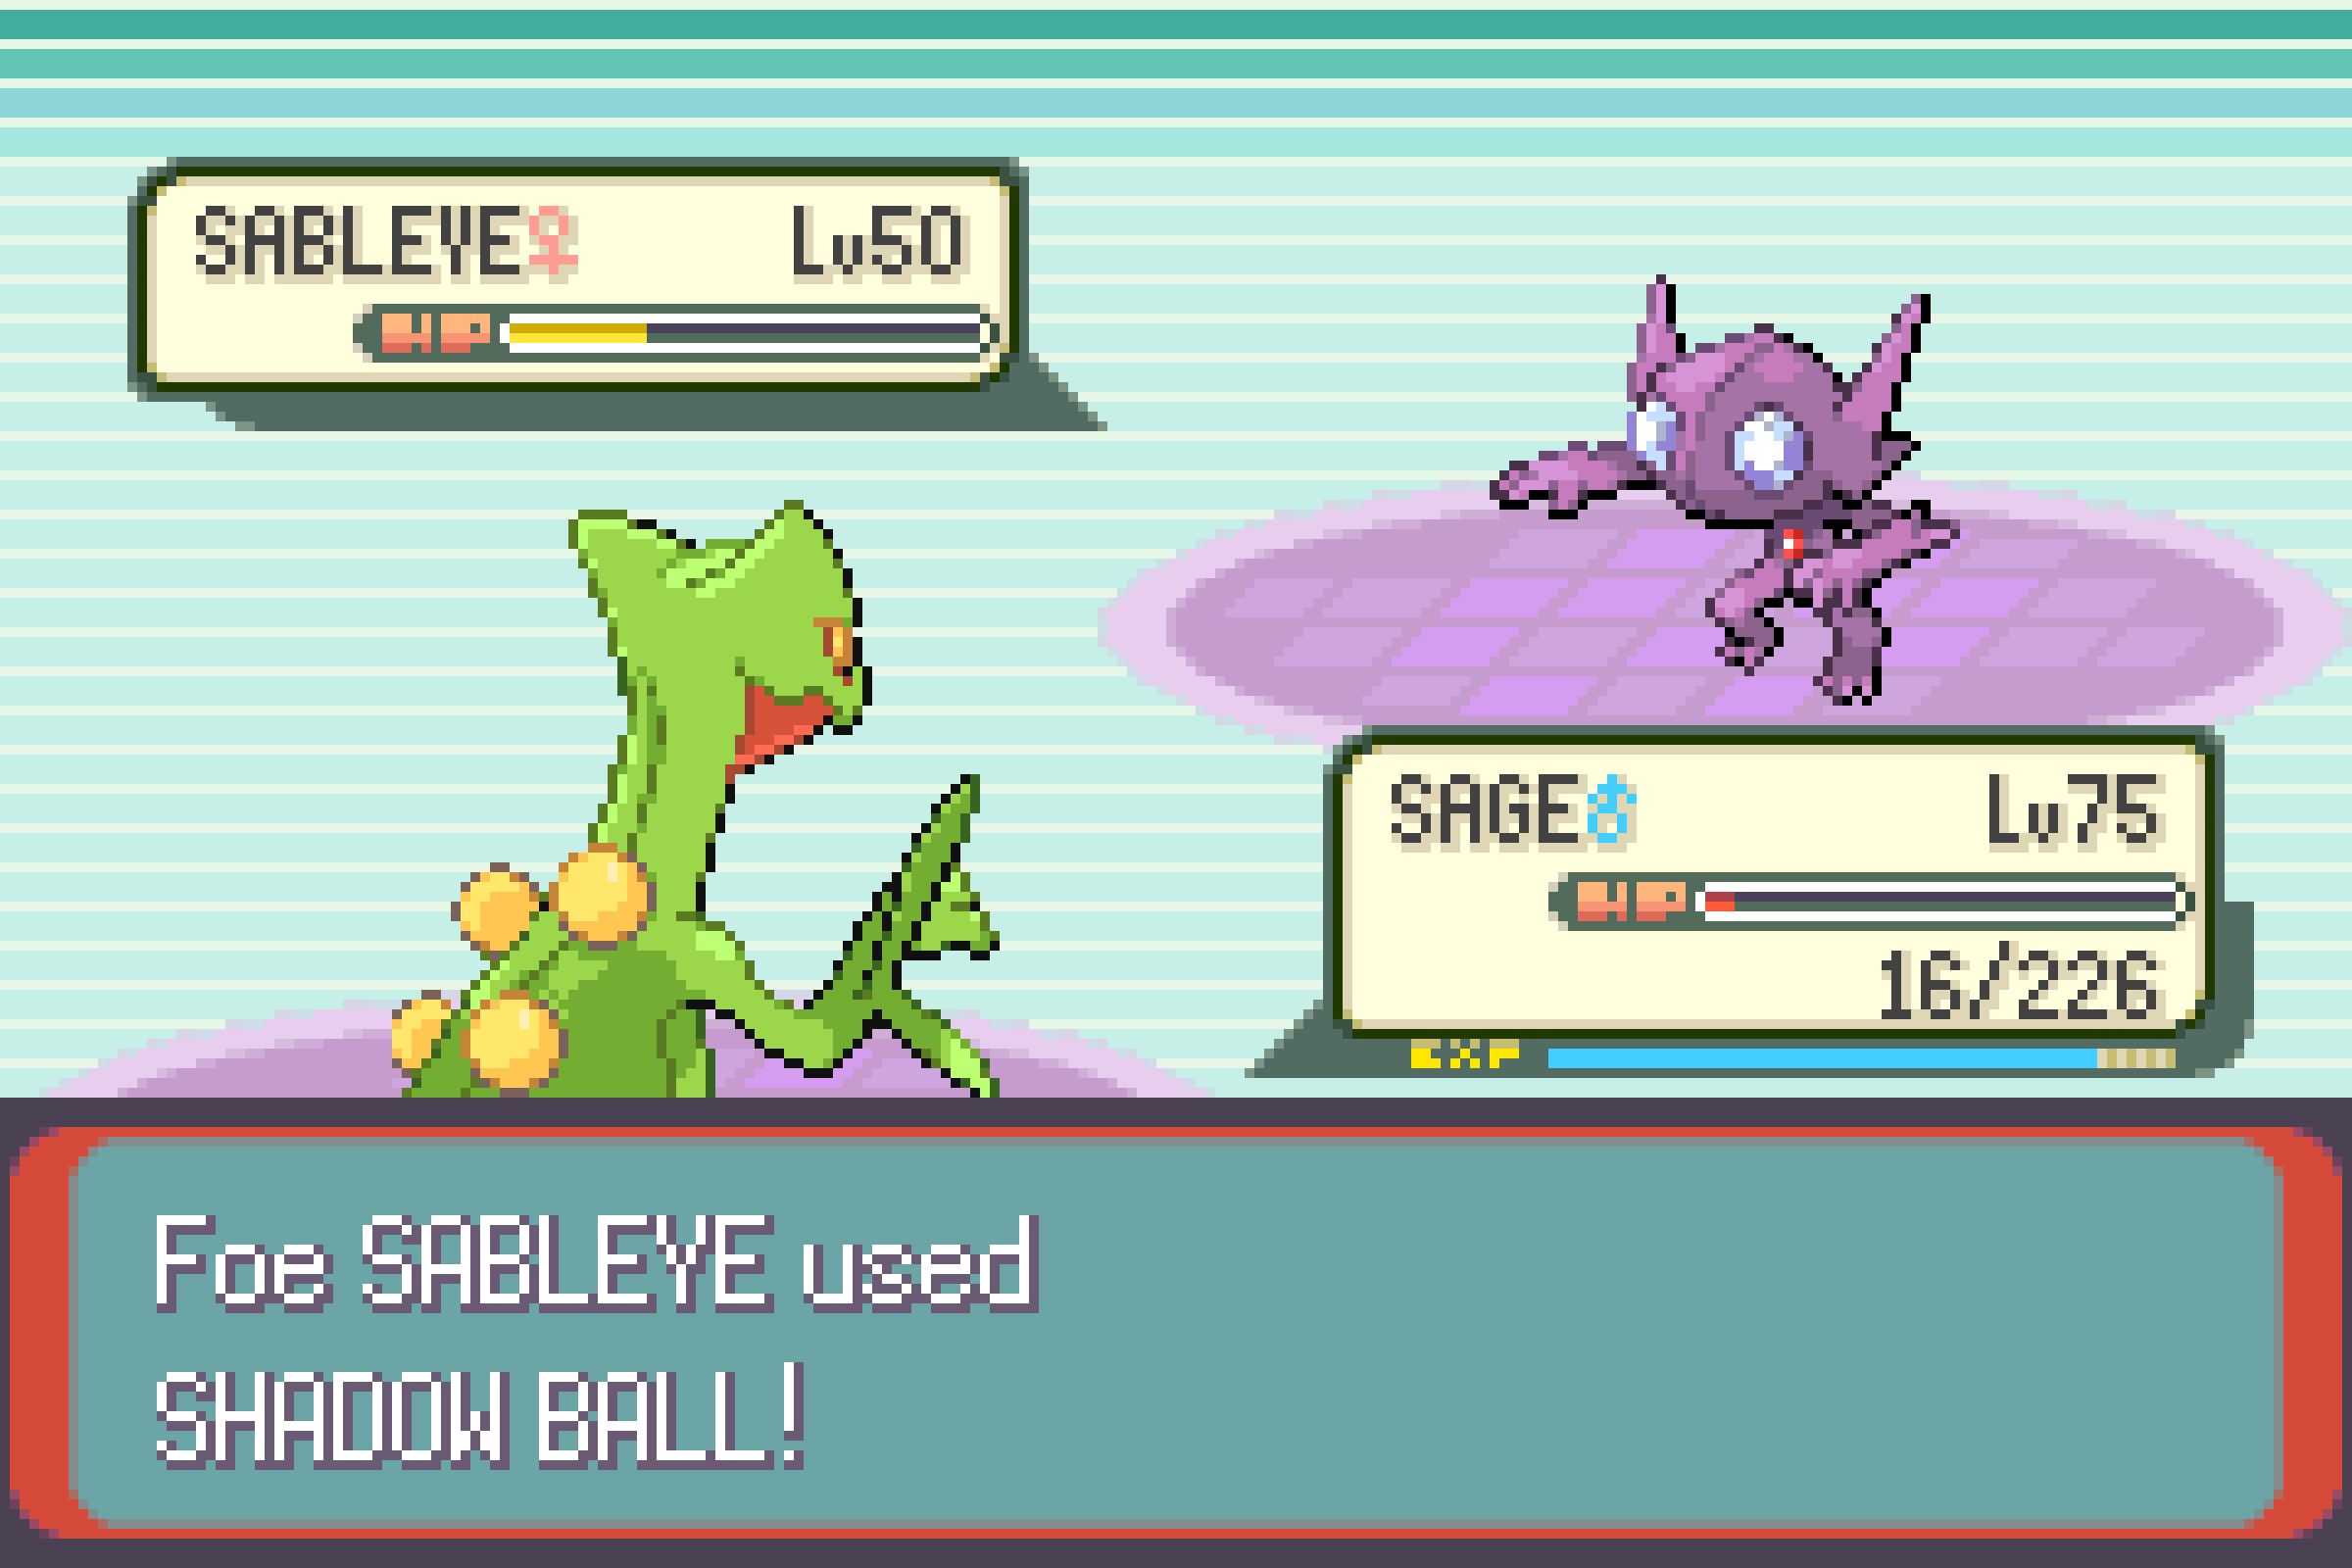 SABLEYE♀ Lv50
HP
SAGE♂ Lv75
HP
16/226
EXP
Foe SABLEYE used
SHADOW BALL!